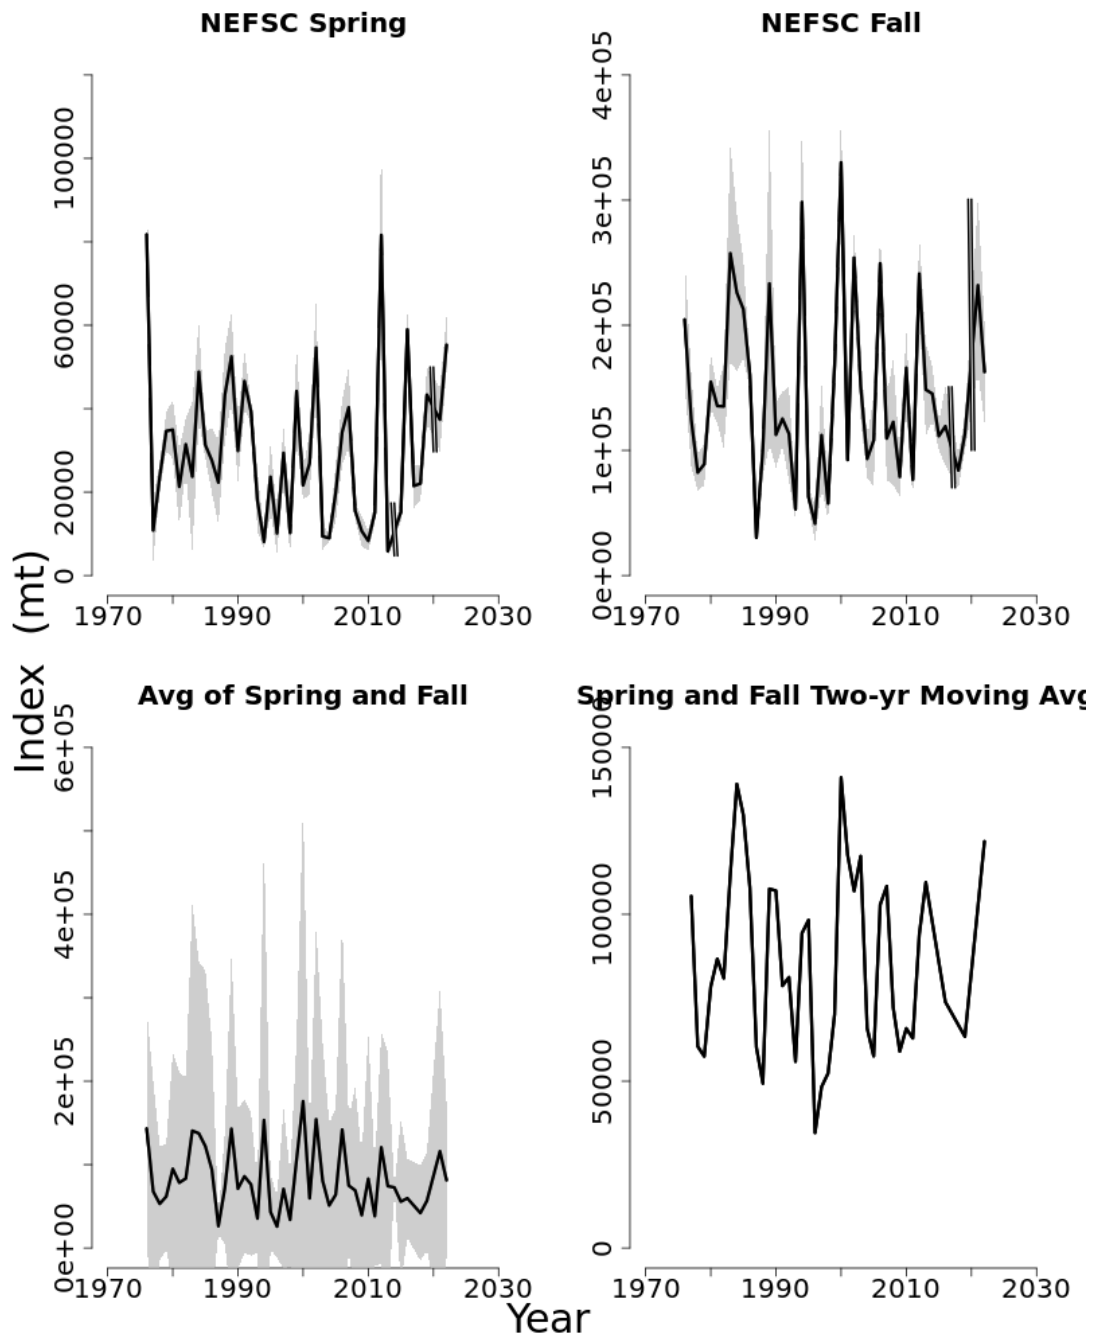 NEFSC Spring
NEFSC Fall
100000
60000
20000
0
4e+05
3e+05
2e+05
1e+05
0e+00
1970 1990 2010 2030
1970 1990 2010 2030
Index (mt)
Avg of Spring and Fall
Spring and Fall Two-yr Moving Avg
6e+05
4e+05
2e+05
0e+00
150000
100000
50000
0
1970 1990 2010 2030
1970 1990 2010 2030
Year